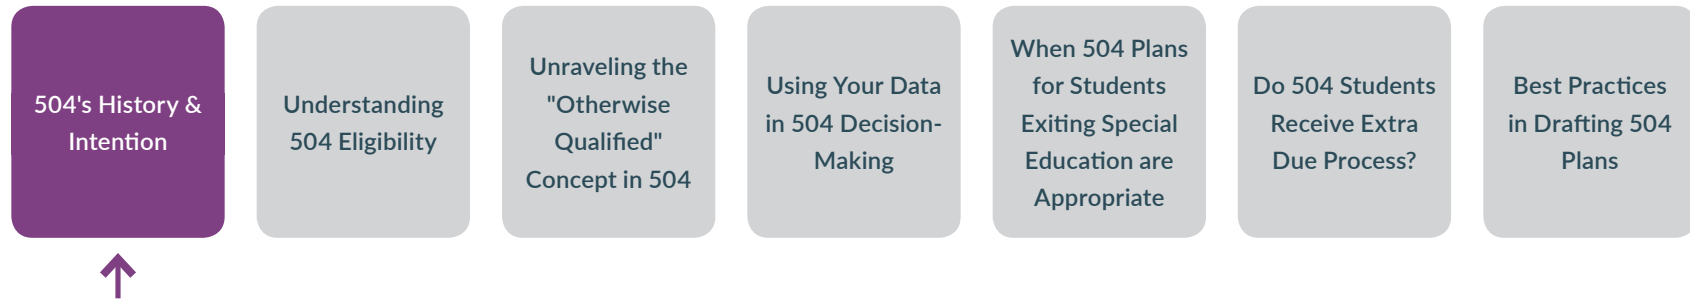 504's History &
Intention
Understanding
504 Eligibility
Unraveling the
"Otherwise
Qualified"
Concept in 504
Using Your Data
in 504 Decision-
Making
When 504 Plans
for Students
Exiting Special
Education are
Appropriate
Do 504 Students
Receive Extra
Due Process?
Best Practices
in Drafting 504
Plans